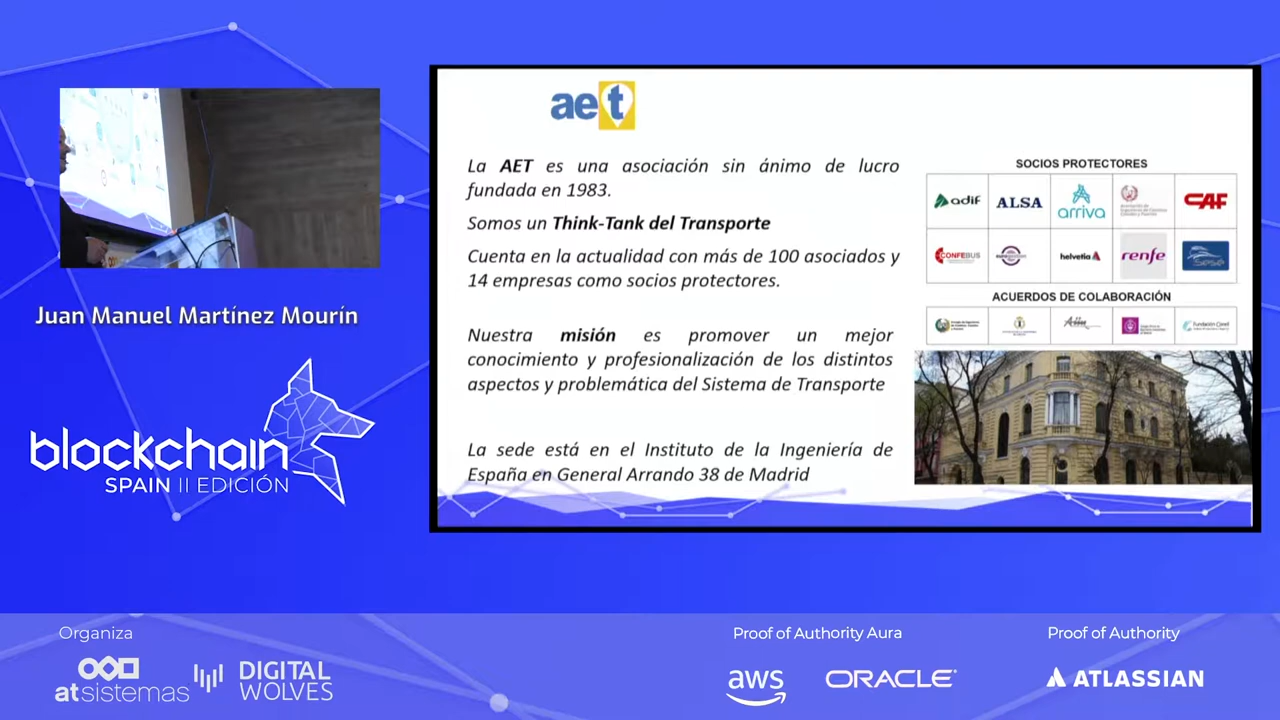 aet
La AET es una asociación sin ánimo de lucro
fundada en 1983.
Somos un Think-Tank del Transporte
Cuenta en la actualidad con más de 100 asociados y
14 empresas como socios protectores.
Nuestra misión es promover un mejor
conocimiento y profesionalización de los distintos
aspectos y problemática del Sistema de Transporte
La sede está en el Instituto de la Ingeniería de
España en General Arrando 38 de Madrid
SOCIOS PROTECTORES
adif ALSA arriva CAF
CONFEBUS helvetia renfe
ACUERDOS DE COLABORACIÓN
Juan Manuel Martínez Mourín
blockchain
SPAIN II EDICIÓN
Organiza
atsistemas
DIGITAL
WOLVES
Proof of Authority Aura
aws ORACLE
Proof of Authority
ATLASSIAN